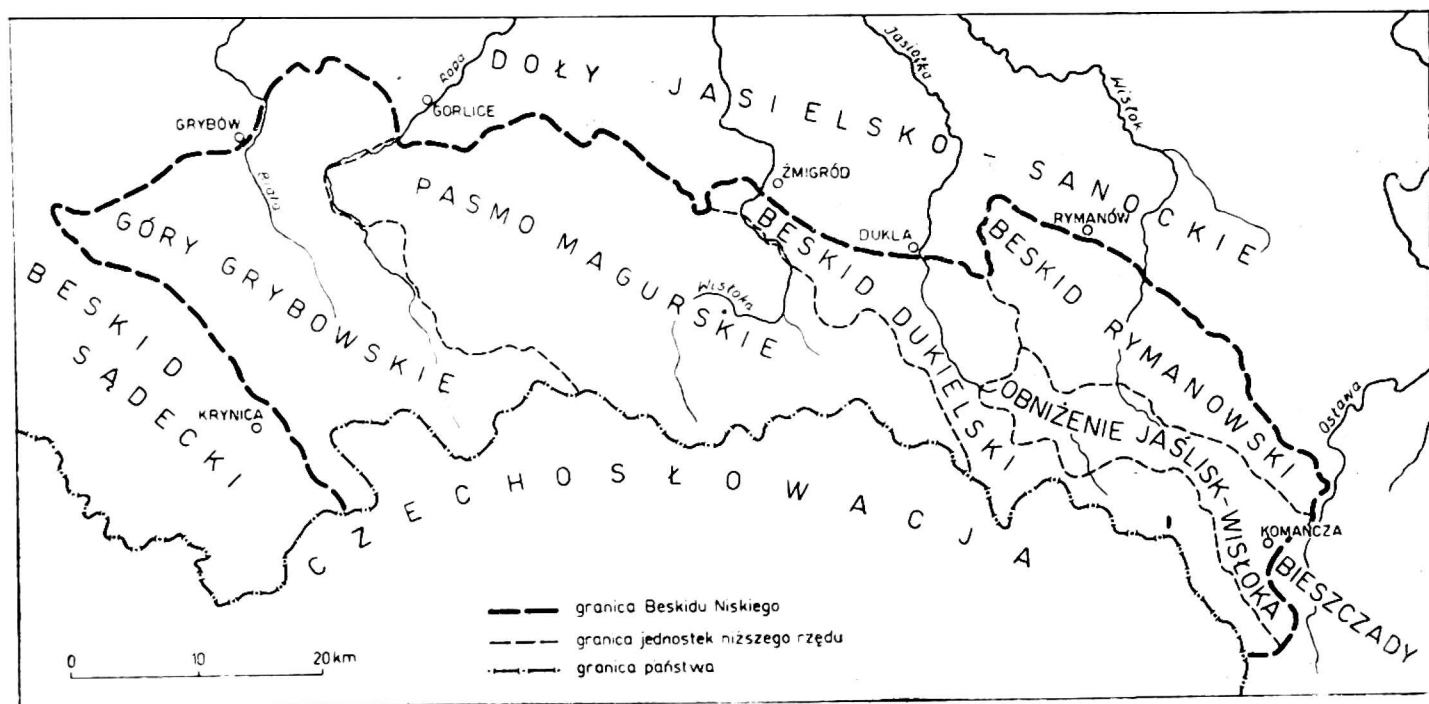 Ropa
Jasiołka
Wisłok
DOŁY JASIELSKO - SANOCKIE
GORLICE
GRYBÓW
Biała
ŻMIGRÓD
PASMO MAGURSKIE
RYMANÓW
DUKLA
GÓRY GRYBOWSKIE
BESKID DUKIELSKI
BESKID RYMANOWSKI
BESKID
SĄDECKI
Wisłoka
KRYNICA
OBNIŻENIE JAŚLISK-WISŁOKA
Osława
CZECHOSŁOWACJA
KOMAŃCZA
BIESZCZADY
granica Beskidu Niskiego
granica jednostek niższego rzędu
granica państwa
0 10 20 km